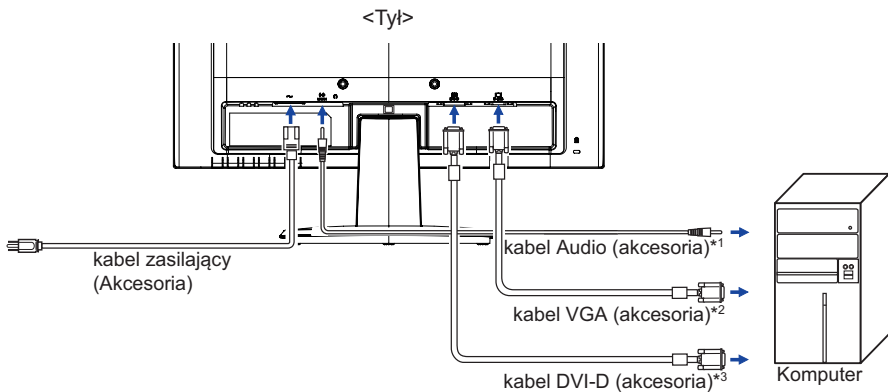 <Tył>
kabel Audio (akcesoria)*1
kabel zasilający
(Akcesoria)
kabel VGA (akcesoria)*2
kabel DVI-D (akcesoria)*3
Komputer